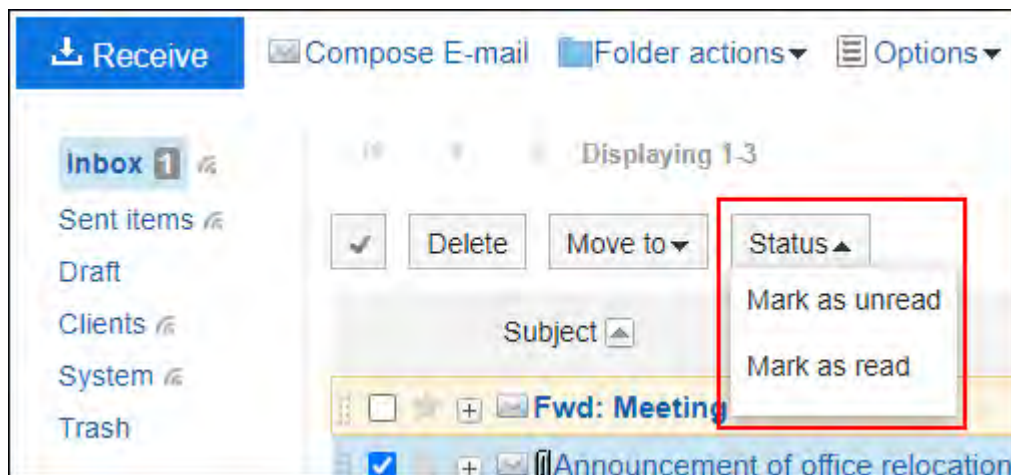 Receive Compose E-mail Folder actions Options
Inbox 1
Displaying 1-3
Sent items
Delete Move to Status
Draft
Mark as unread
Clients
Subject
System
Mark as read
Trash
Fwd: Meeting
Announcement of office relocation